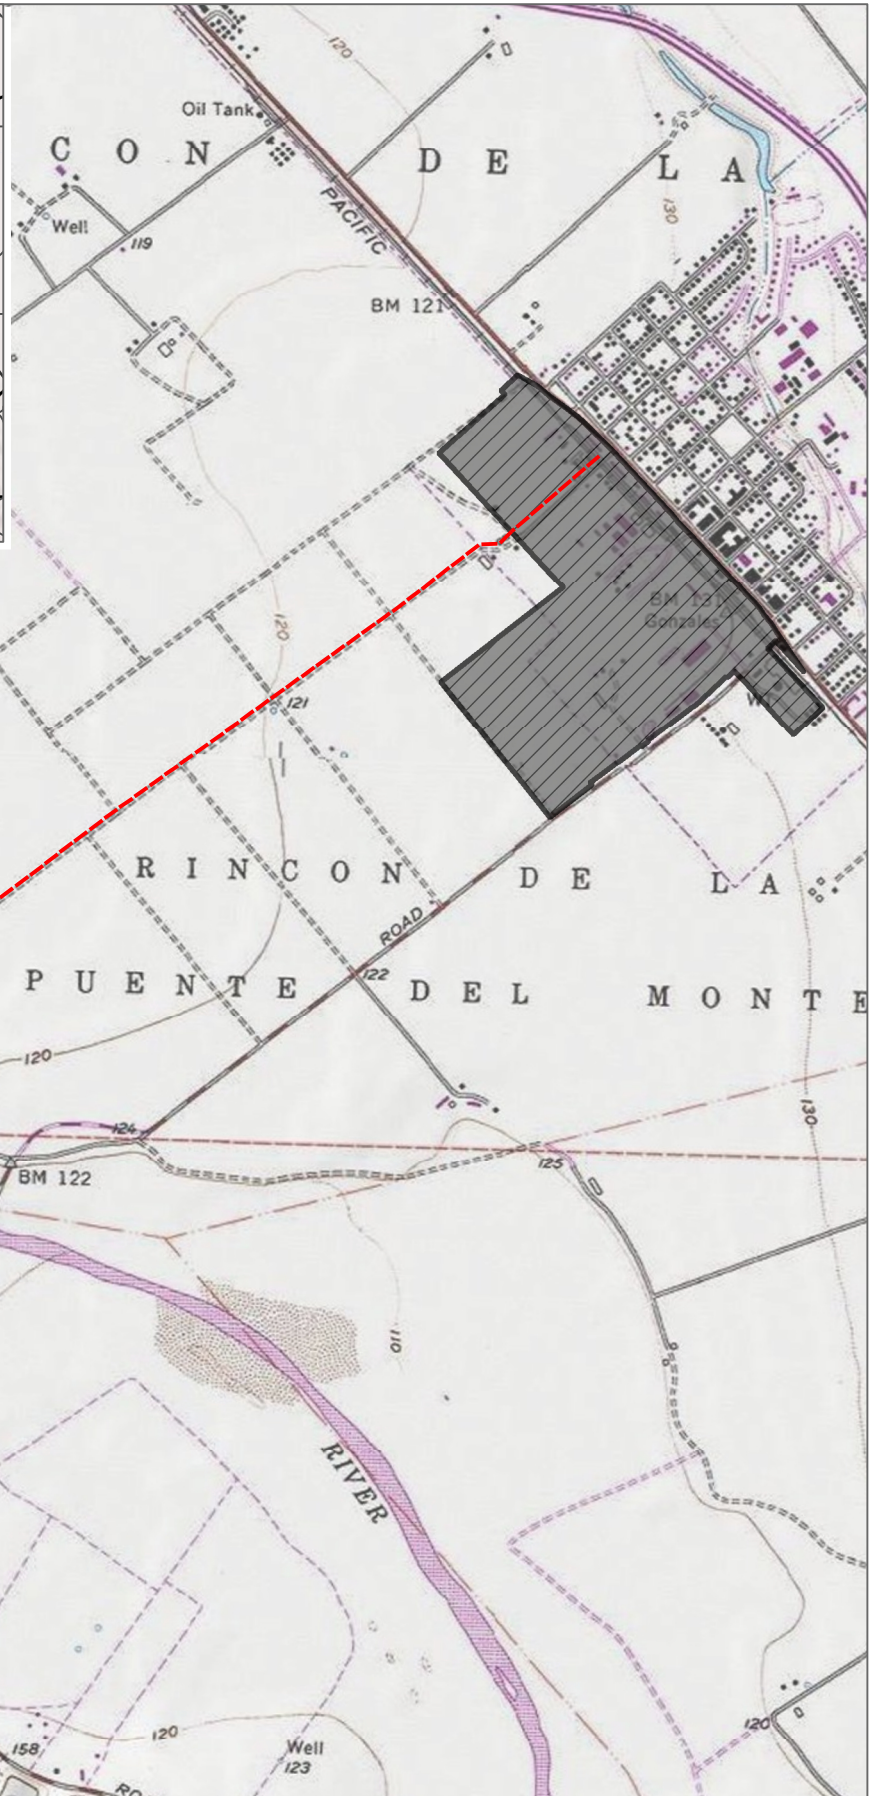 120
Oil Tank
C O N D E L A
PACIFIC
130
Well
119
BM 121
BM 131
Gonzales
120
121
W
R I N C O N D E L A
ROAD
122
P U E N T E D E L M O N T E
120
130
124
125
BM 122
110
RIVER
120
120
158
Well
123
RO